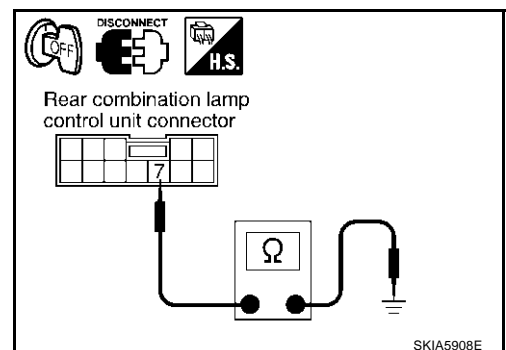 OFF
DISCONNECT
H.S.
Rear combination lamp
control unit connector
7
Ω
SKIA5908E